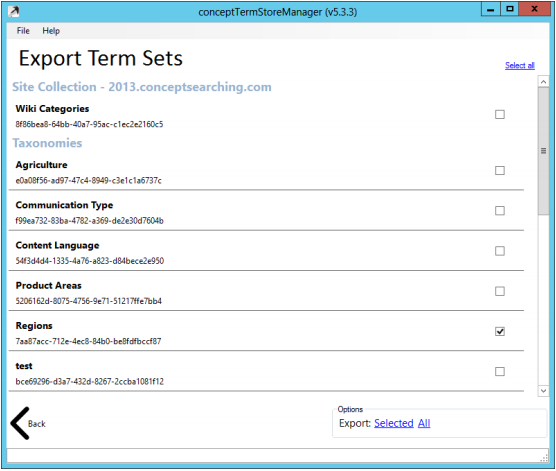 conceptTermStoreManager (v5.3.3)
File Help
Export Term Sets
Select all
Site Collection - 2013.conceptsearching.com
Wiki Categories
8f86bea8-64bb-40a7-95ac-c1ec2e2160c5
Taxonomies
Agriculture
e0a08f56-ad97-47c4-8949-c3e1c1a6737c
Communication Type
f99ea732-83ba-4782-a369-de2e30d7604b
Content Language
54f3d4d4-1335-4a76-a823-d84bece2e950
Product Areas
5206162d-8075-4756-9e71-51217ffe7bb4
Regions
7aa87acc-712e-4ec8-84b0-be8fdfbccf87
test
bce69296-d3a7-432d-8267-2ccba1081f12
Back
Options
Export: Selected All